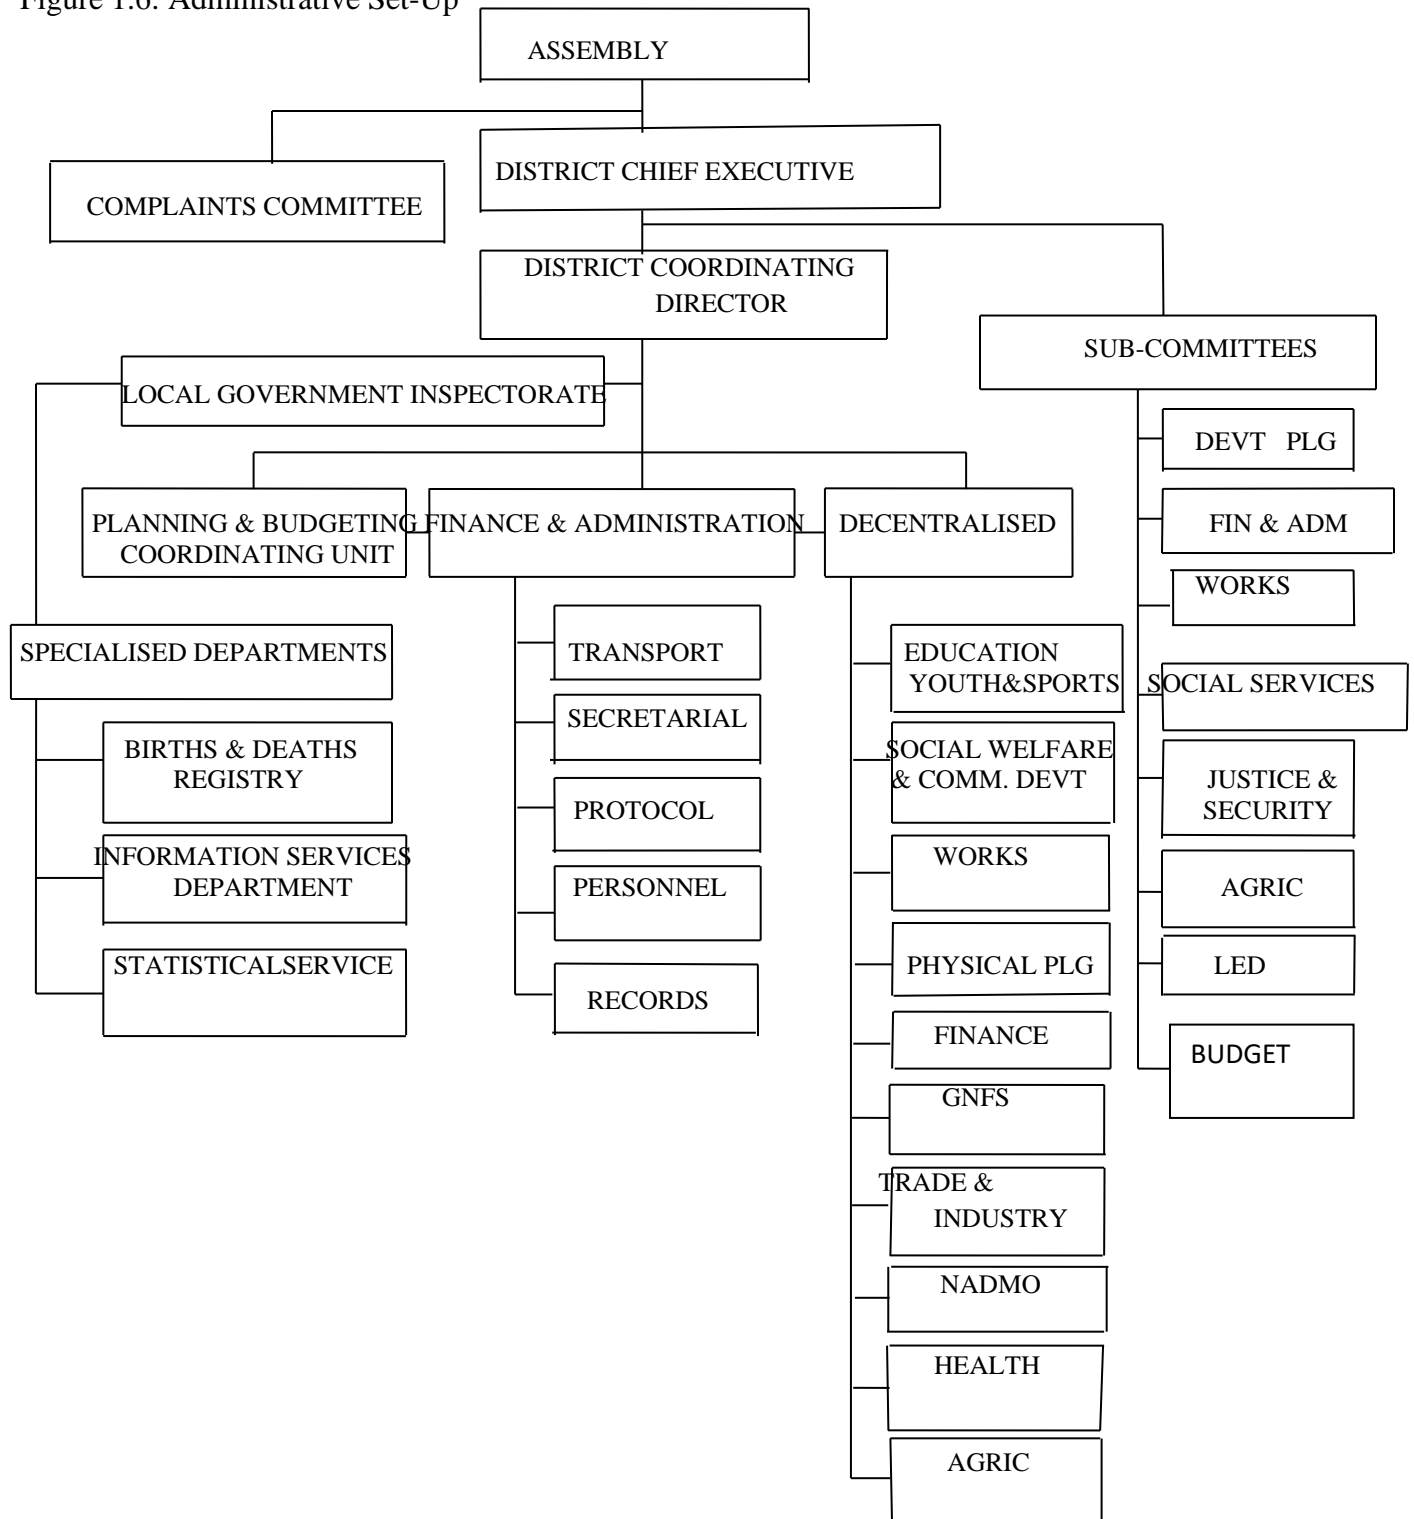 Figure 1.6: Administrative Set-Up
ASSEMBLY
DISTRICT CHIEF EXECUTIVE
COMPLAINTS COMMITTEE
DISTRICT COORDINATING
DIRECTOR
SUB-COMMITTEES
LOCAL GOVERNMENT INSPECTORATE
DEVT PLG
FIN & ADM
WORKS
SOCIAL SERVICES
JUSTICE &
SECURITY
AGRIC
LED
BUDGET
PLANNING & BUDGETING
COORDINATING UNIT
FINANCE & ADMINISTRATION
DECENTRALISED
SPECIALISED DEPARTMENTS
BIRTHS & DEATHS
REGISTRY
INFORMATION SERVICES
DEPARTMENT
STATISTICALSERVICE
TRANSPORT
SECRETARIAL
PROTOCOL
PERSONNEL
RECORDS
EDUCATION
YOUTH&SPORTS
SOCIAL WELFARE
& COMM. DEVT
WORKS
PHYSICAL PLG
FINANCE
GNFS
TRADE &
INDUSTRY
NADMO
HEALTH
AGRIC